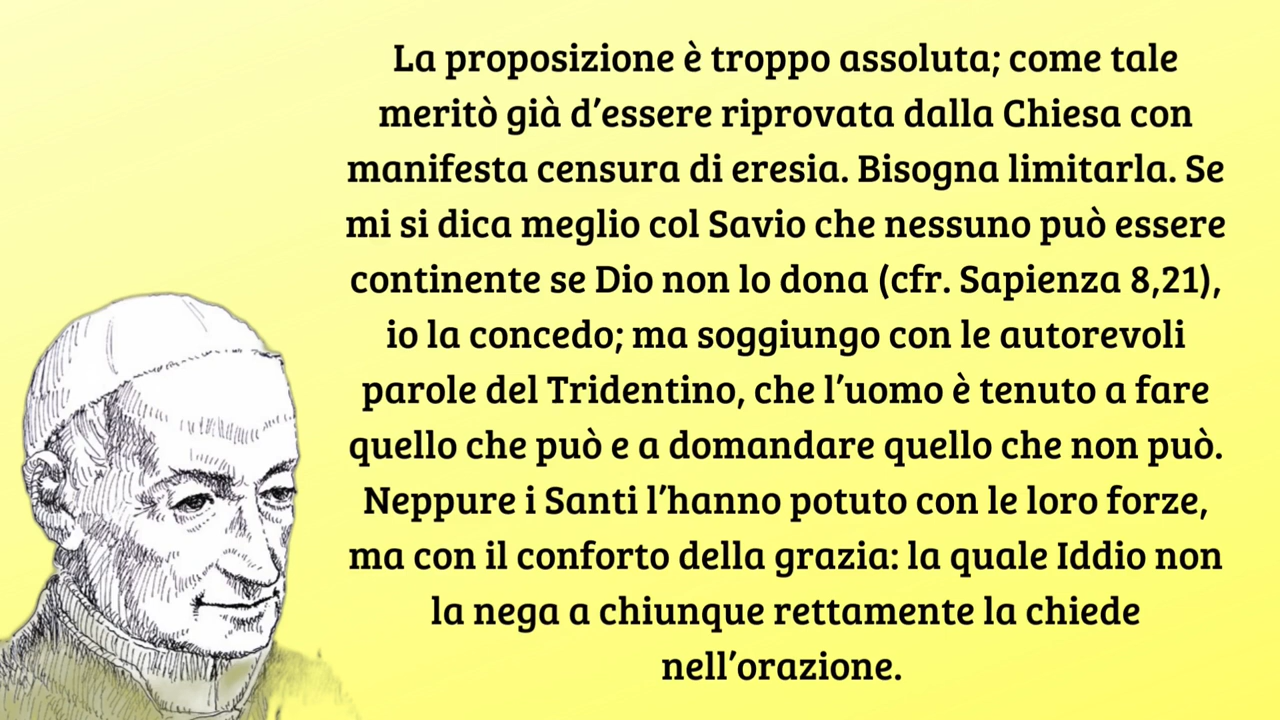 La proposizione è troppo assoluta; come tale
meritò già d'essere riprovata dalla Chiesa con
manifesta censura di eresia. Bisogna limitarla. Se
mi si dica meglio col Savio che nessuno può essere
continente se Dio non lo dona (cfr. Sapienza 8,21),
io la concedo; ma soggiungo con le autorevoli
parole del Tridentino, che l'uomo è tenuto a fare
quello che può e a domandare quello che non può.
Neppure i Santi l'hanno potuto con le loro forze,
ma con il conforto della grazia: la quale Iddio non
la nega a chiunque rettamente la chiede
nell'orazione.